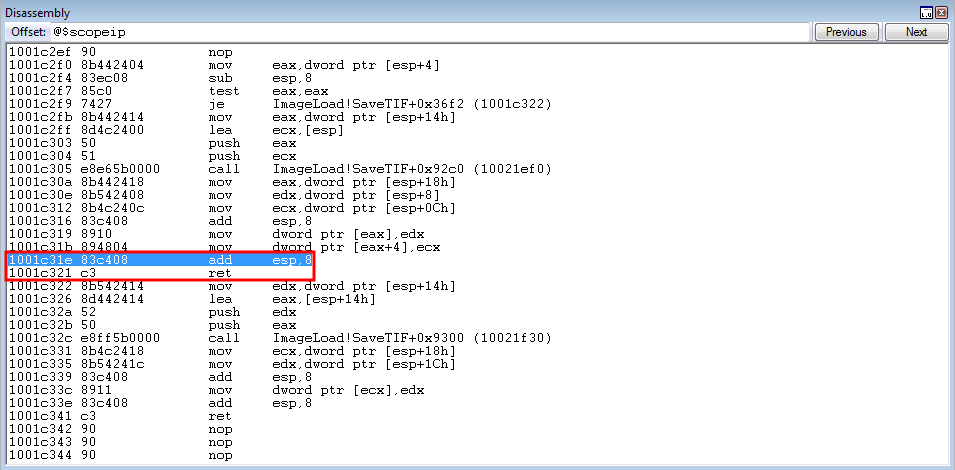 Disassembly
Offset: @$scopeip Previous Next
1001c2ef 90 nop
1001c2f0 8b442404 mov eax,dword ptr [esp+4]
1001c2f4 83ec08 sub esp,8
1001c2f7 85c0 test eax,eax
1001c2f9 7427 je ImageLoad!SaveTIF+0x36f2 (1001c322)
1001c2fb 8b442414 mov eax,dword ptr [esp+14h]
1001c2ff 8d4c2400 lea ecx,[esp]
1001c303 50 push eax
1001c304 51 push ecx
1001c305 e8e65b0000 call ImageLoad!SaveTIF+0x92c0 (10021ef0)
1001c30a 8b442418 mov eax,dword ptr [esp+18h]
1001c30e 8b542408 mov edx,dword ptr [esp+8]
1001c312 8b4c240c mov ecx,dword ptr [esp+0Ch]
1001c316 83c408 add esp,8
1001c319 8910 mov dword ptr [eax],edx
1001c31b 894804 mov dword ptr [eax+4],ecx
1001c31e 83c408 add esp,8
1001c321 c3 ret
1001c322 8b542414 mov edx,dword ptr [esp+14h]
1001c326 8d442414 lea eax,[esp+14h]
1001c32a 52 push edx
1001c32b 50 push eax
1001c32c e8ff5b0000 call ImageLoad!SaveTIF+0x9300 (10021f30)
1001c331 8b4c2418 mov ecx,dword ptr [esp+18h]
1001c335 8b54241c mov edx,dword ptr [esp+1Ch]
1001c339 83c408 add esp,8
1001c33c 8911 mov dword ptr [ecx],edx
1001c33e 83c408 add esp,8
1001c341 c3 ret
1001c342 90 nop
1001c343 90 nop
1001c344 90 nop